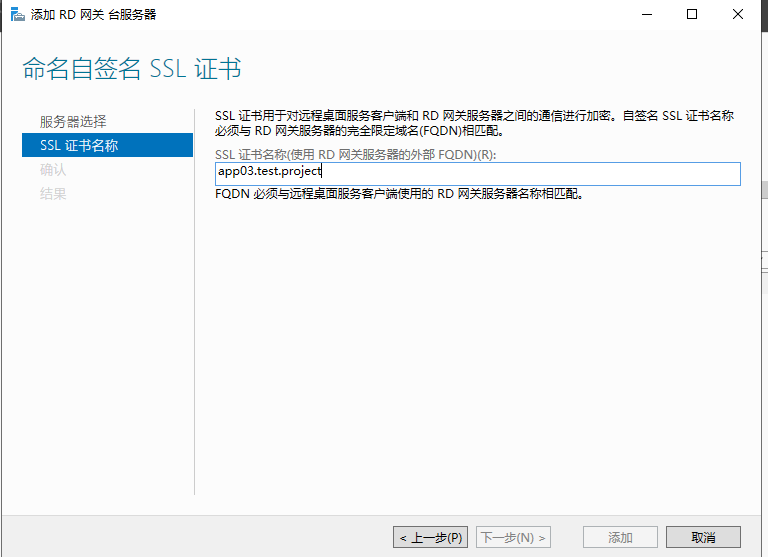 添加 RD 网关 台服务器
命名自签名 SSL 证书
服务器选择
SSL 证书名称
确认
结果
SSL 证书用于对远程桌面服务客户端和 RD 网关服务器之间的通信进行加密。自签名 SSL 证书名称
必须与 RD 网关服务器的完全限定域名(FQDN)相匹配。
SSL 证书名称(使用 RD 网关服务器的外部 FQDN)(R):
app03.test.project
FQDN 必须与远程桌面服务客户端使用的 RD 网关服务器名称相匹配。
< 上一步(P)
下一步(N) >
添加
取消